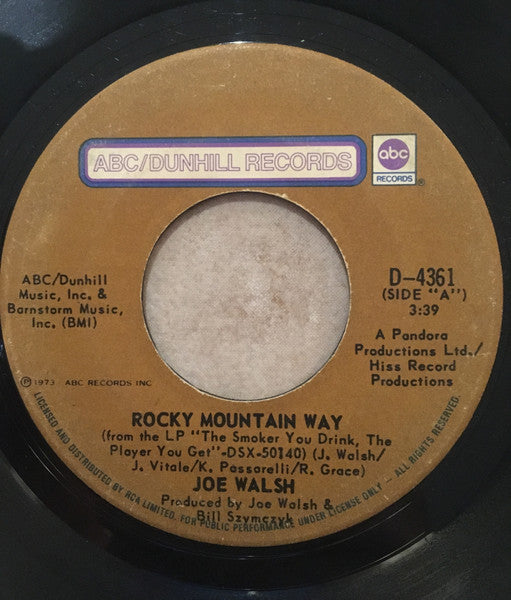 ABC/DUNHILL RECORDS
abc
RECORDS
®
ABC/Dunhill
Music, Inc. &
Barnstorm Music,
Inc. (BMI)
D-4361
(SIDE "A")
3:39
A Pandora
Productions Ltd./
Hiss Record
Productions
℗ 1973 ABC RECORDS INC
ROCKY MOUNTAIN WAY
(from the LP "The Smoker You Drink, The
Player You Get"-DSX-50140) (J. Walsh/
J. Vitale/K. Passarelli/R. Grace)
JOE WALSH
Produced by Joe Walsh &
Bill Szymczyk
LICENSED AND DISTRIBUTED BY RCA LIMITED. FOR PUBLIC PERFORMANCE UNDER LICENSE ONLY — ALL RIGHTS RESERVED